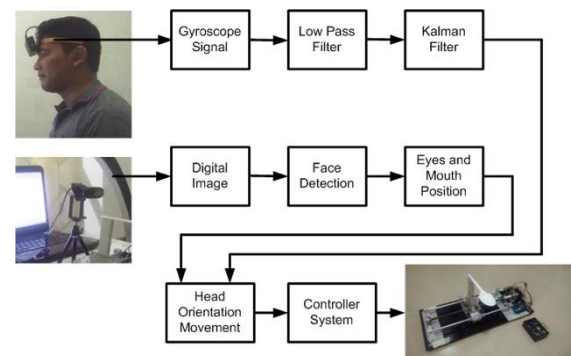 Gyroscope
Signal
Low Pass
Filter
Kalman
Filter
Digital
Image
Face
Detection
Eyes and
Mouth
Position
Head
Orientation
Movement
Controller
System